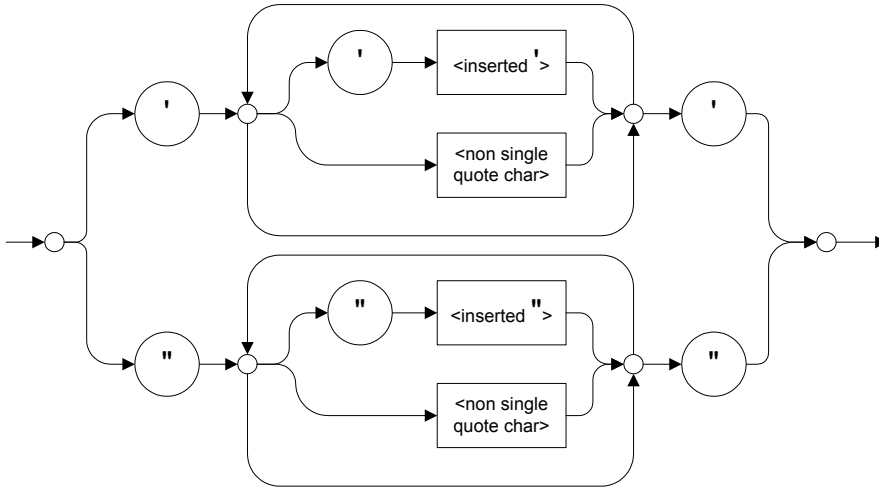 '
<inserted '>
'
'
<non single
quote char>
"
<inserted ">
"
"
<non single
quote char>